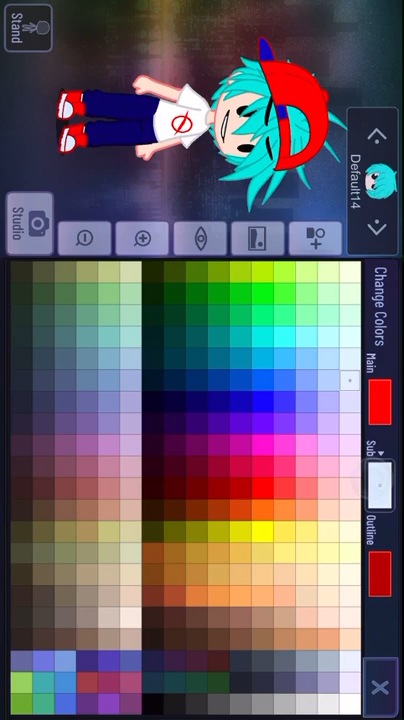 Stand
Default14
Studio
Change Colors
Main
Sub
Outline